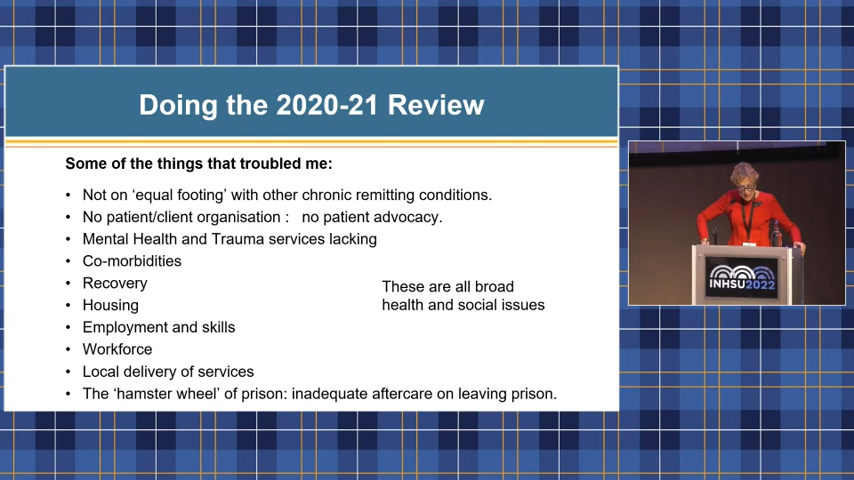 Doing the 2020-21 Review
Some of the things that troubled me:
• Not on ‘equal footing’ with other chronic remitting conditions.
• No patient/client organisation : no patient advocacy.
• Mental Health and Trauma services lacking
• Co-morbidities
• Recovery
• Housing
• Employment and skills
• Workforce
• Local delivery of services
• The ‘hamster wheel’ of prison: inadequate aftercare on leaving prison.
These are all broad
health and social issues
INHSU2022